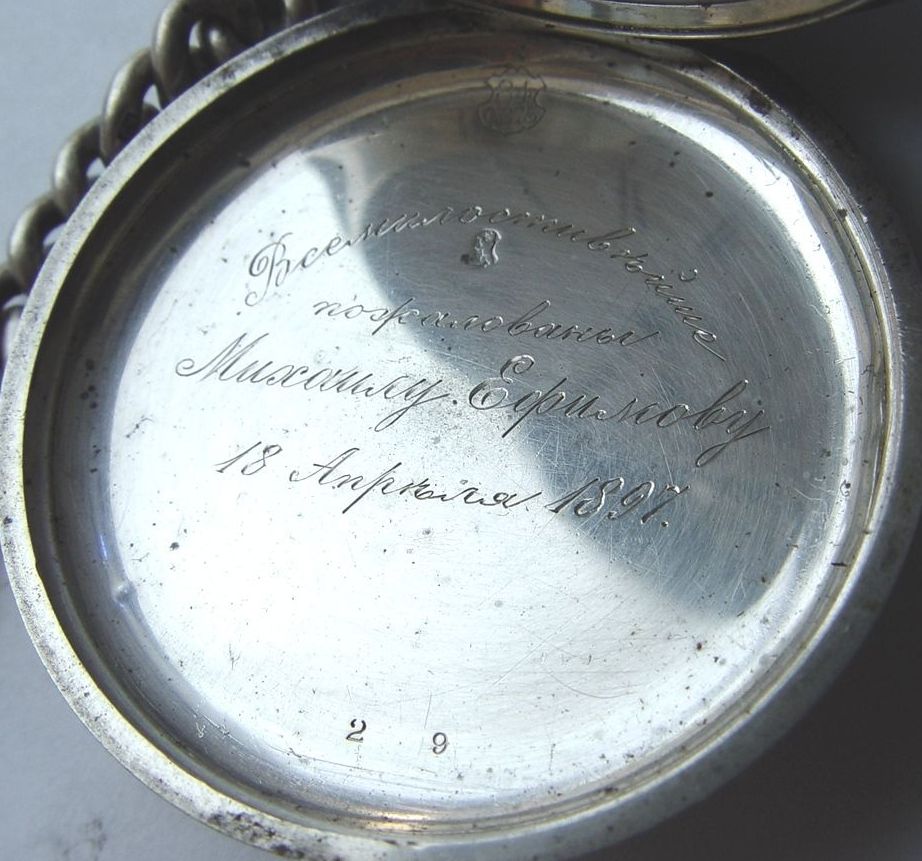 Всемилостивѣйше
пожалованы
Михаилу Ефимову
18 Апрѣля 1897.
2 9